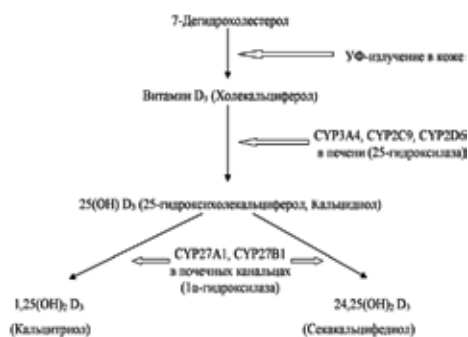 7-Дегидрохолестерол
УФ-излучение в коже
Витамин D₃ (Холекальциферол)
CYP3A4, CYP2C9, CYP2D6
в печени (25-гидроксилаза)
25(OH) D₃ (25-гидроксихолекальциферол, Кальцидиол)
CYP27A1, CYP27B1
в почечных канальцах
(1α-гидроксилаза)
1,25(OH)₂ D₃
(Кальцитриол)
24,25(OH)₂ D₃
(Секакальцифедиол)